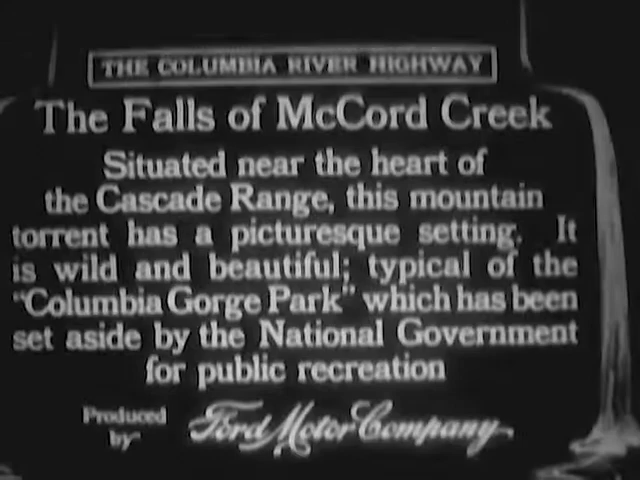 THE COLUMBIA RIVER HIGHWAY
The Falls of McCord Creek
Situated near the heart of
the Cascade Range, this mountain
torrent has a picturesque setting. It
is wild and beautiful; typical of the
"Columbia Gorge Park" which has been
set aside by the National Government
for public recreation
Produced
by
Ford Motor Company